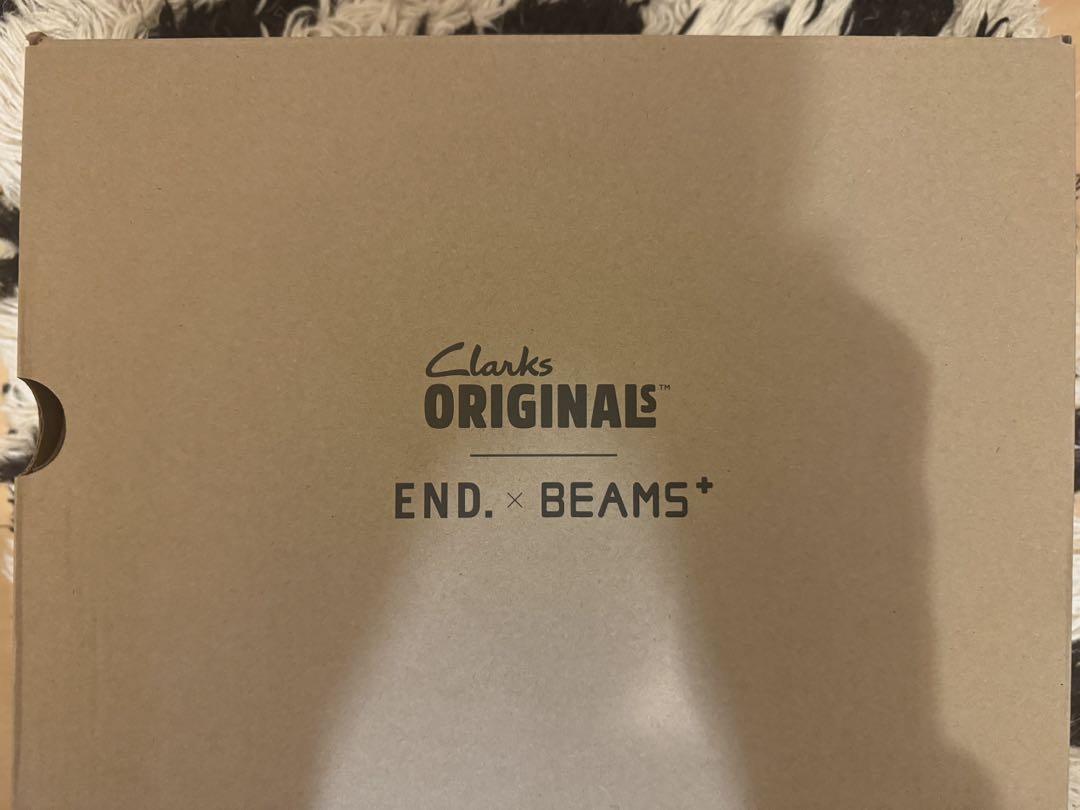 Clarks
ORIGINALS™
END. × BEAMS+